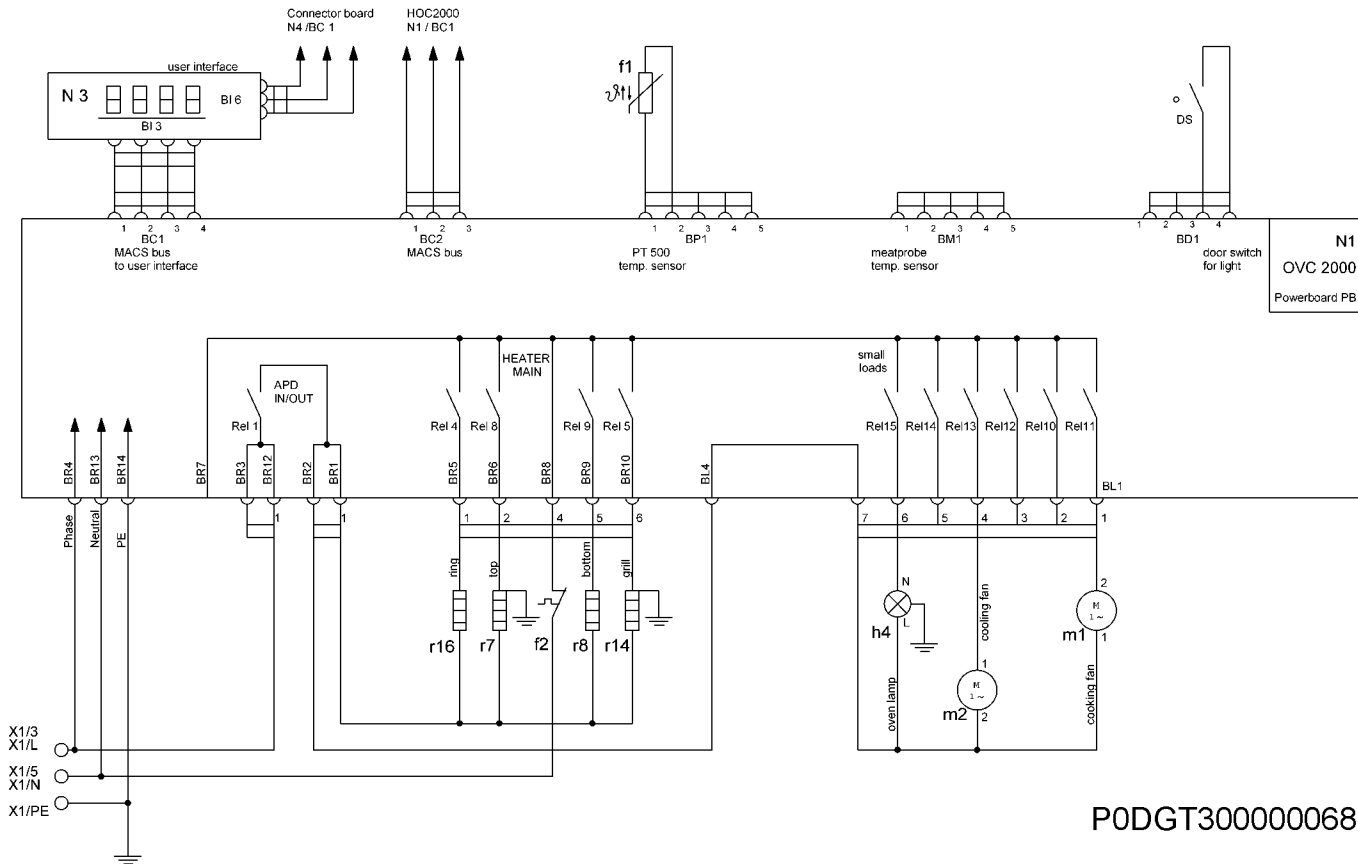 Connector board
N4 /BC 1
HOC2000
N1 / BC1
user interface
N 3
BI 6
BI 3
f1
DS
1 2 3 4
BC1
MACS bus
to user interface
1 2 3
BC2
MACS bus
1 2 3 4 5
BP1
PT 500
temp. sensor
1 2 3 4 5
BM1
meatprobe
temp. sensor
1 2 3 4
BD1
door switch
for light
N1
OVC 2000
Powerboard PB
HEATER
MAIN
small
loads
APD
IN/OUT
Rel 1
Rel 4
Rel 8
Rel 9
Rel 5
Rel15
Rel14
Rel13
Rel12
Rel10
Rel11
BR4
BR13
BR14
BR7
BR3
BR12
BR2
BR1
BR5
BR6
BR8
BR9
BR10
BL4
BL1
Phase
Neutral
PE
1
1
1 2 4 5 6
7 6 5 4 3 2 1
ring
top
bottom
grill
r16
r7
f2
r8
r14
N
L
h4
oven lamp
cooling fan
1
M
1 ~
2
m2
2
M
1 ~
1
m1
cooking fan
X1/3
X1/L
X1/5
X1/N
X1/PE
P0DGT300000068